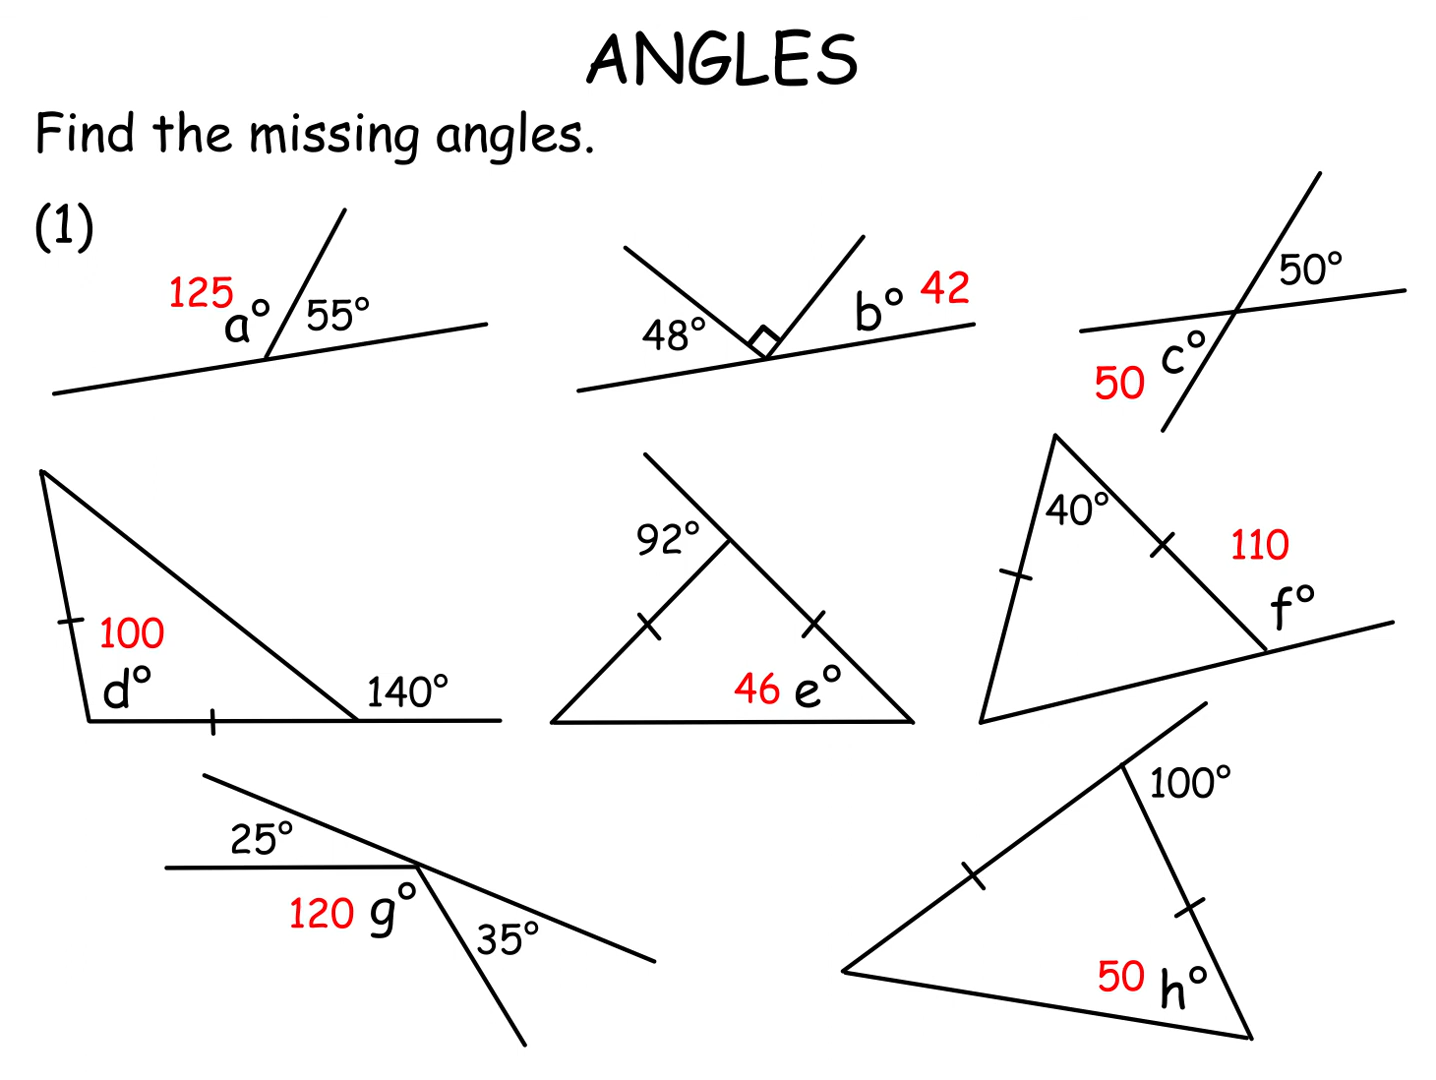 ANGLES
Find the missing angles.
(1)
125 a° 55°
48° b° 42
50° c° 50
100 d° 140°
92° 46 e°
40° 110 f°
25° 120 g° 35°
100° 50 h°